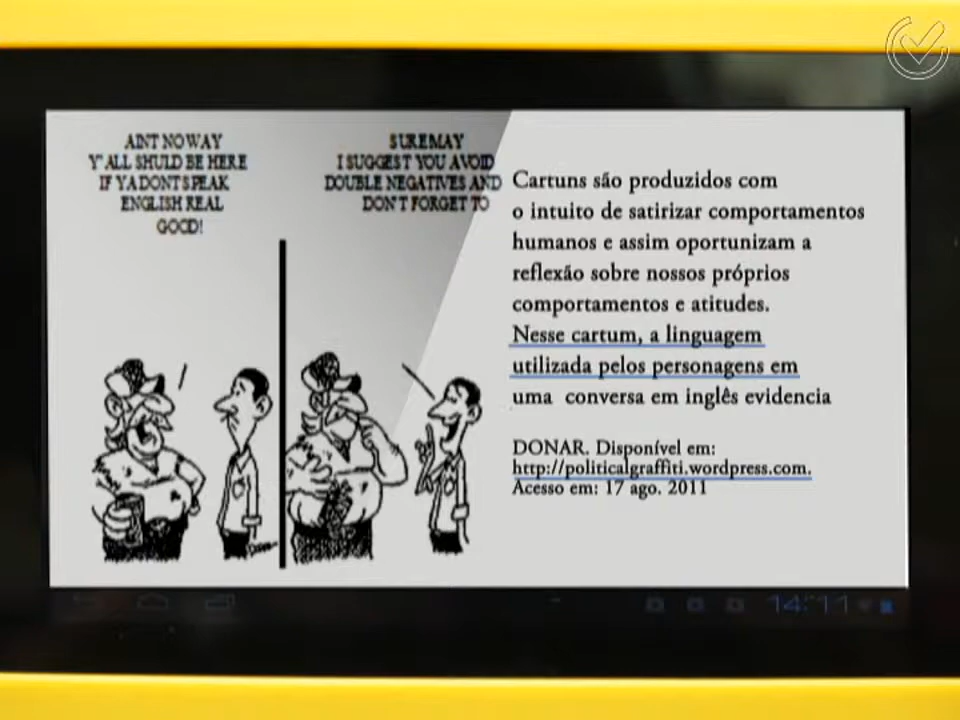 AINT NO WAY
Y'ALL SHULD BE HERE
IF YA DONT SPEAK
ENGLISH REAL
GOOD!
SURE MAY
I SUGGEST YOU AVOID
DOUBLE NEGATIVES AND
DON'T FORGET TO
Cartuns são produzidos com
o intuito de satirizar comportamentos
humanos e assim oportunizam a
reflexão sobre nossos próprios
comportamentos e atitudes.
Nesse cartum, a linguagem
utilizada pelos personagens em
uma conversa em inglês evidencia
DONAR. Disponível em:
http://politicalgraffiti.wordpress.com.
Acesso em: 17 ago. 2011
14:11